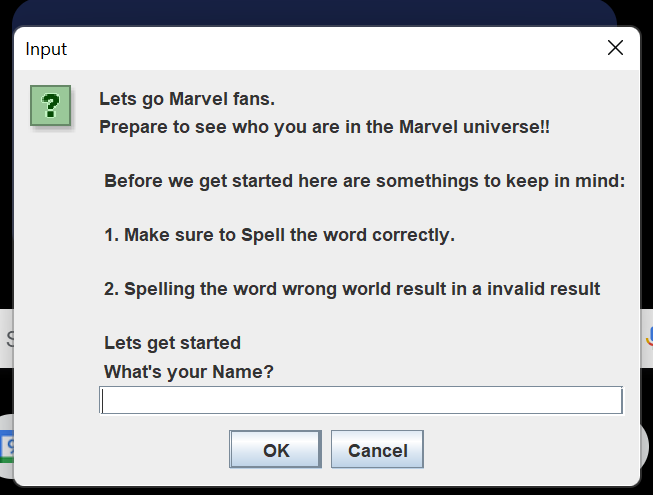 Input
?
Lets go Marvel fans.
Prepare to see who you are in the Marvel universe!!
Before we get started here are somethings to keep in mind:
1. Make sure to Spell the word correctly.
2. Spelling the word wrong world result in a invalid result
Lets get started
What's your Name?
OK Cancel